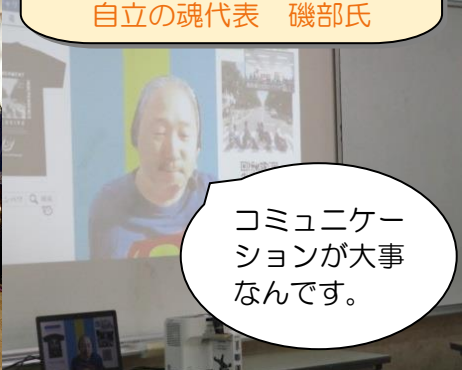 自立の魂代表　磯部氏
コミュニケー
ションが大事
なんです。